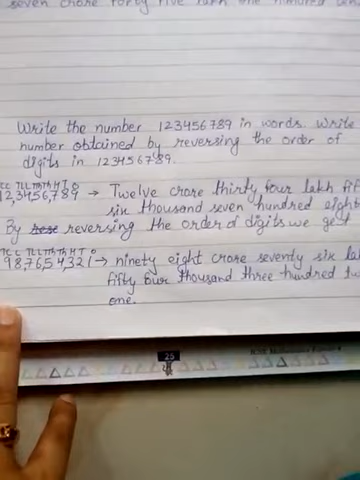 seven crore forty five lakh one hundred
Write the number 123456789 in words. Write
number obtained by reversing the order of
digits in 123456789.
TC C TL L TTh Th H T O
12,34,56,789 → Twelve crore thirty four lakh fif
six thousand seven hundred eight
By reversing the order of digits we get
TC C TL L TTh Th H T O
98,76,54,321 → ninety eight crore seventy six la
fifty four thousand three hundred tw
one.
25